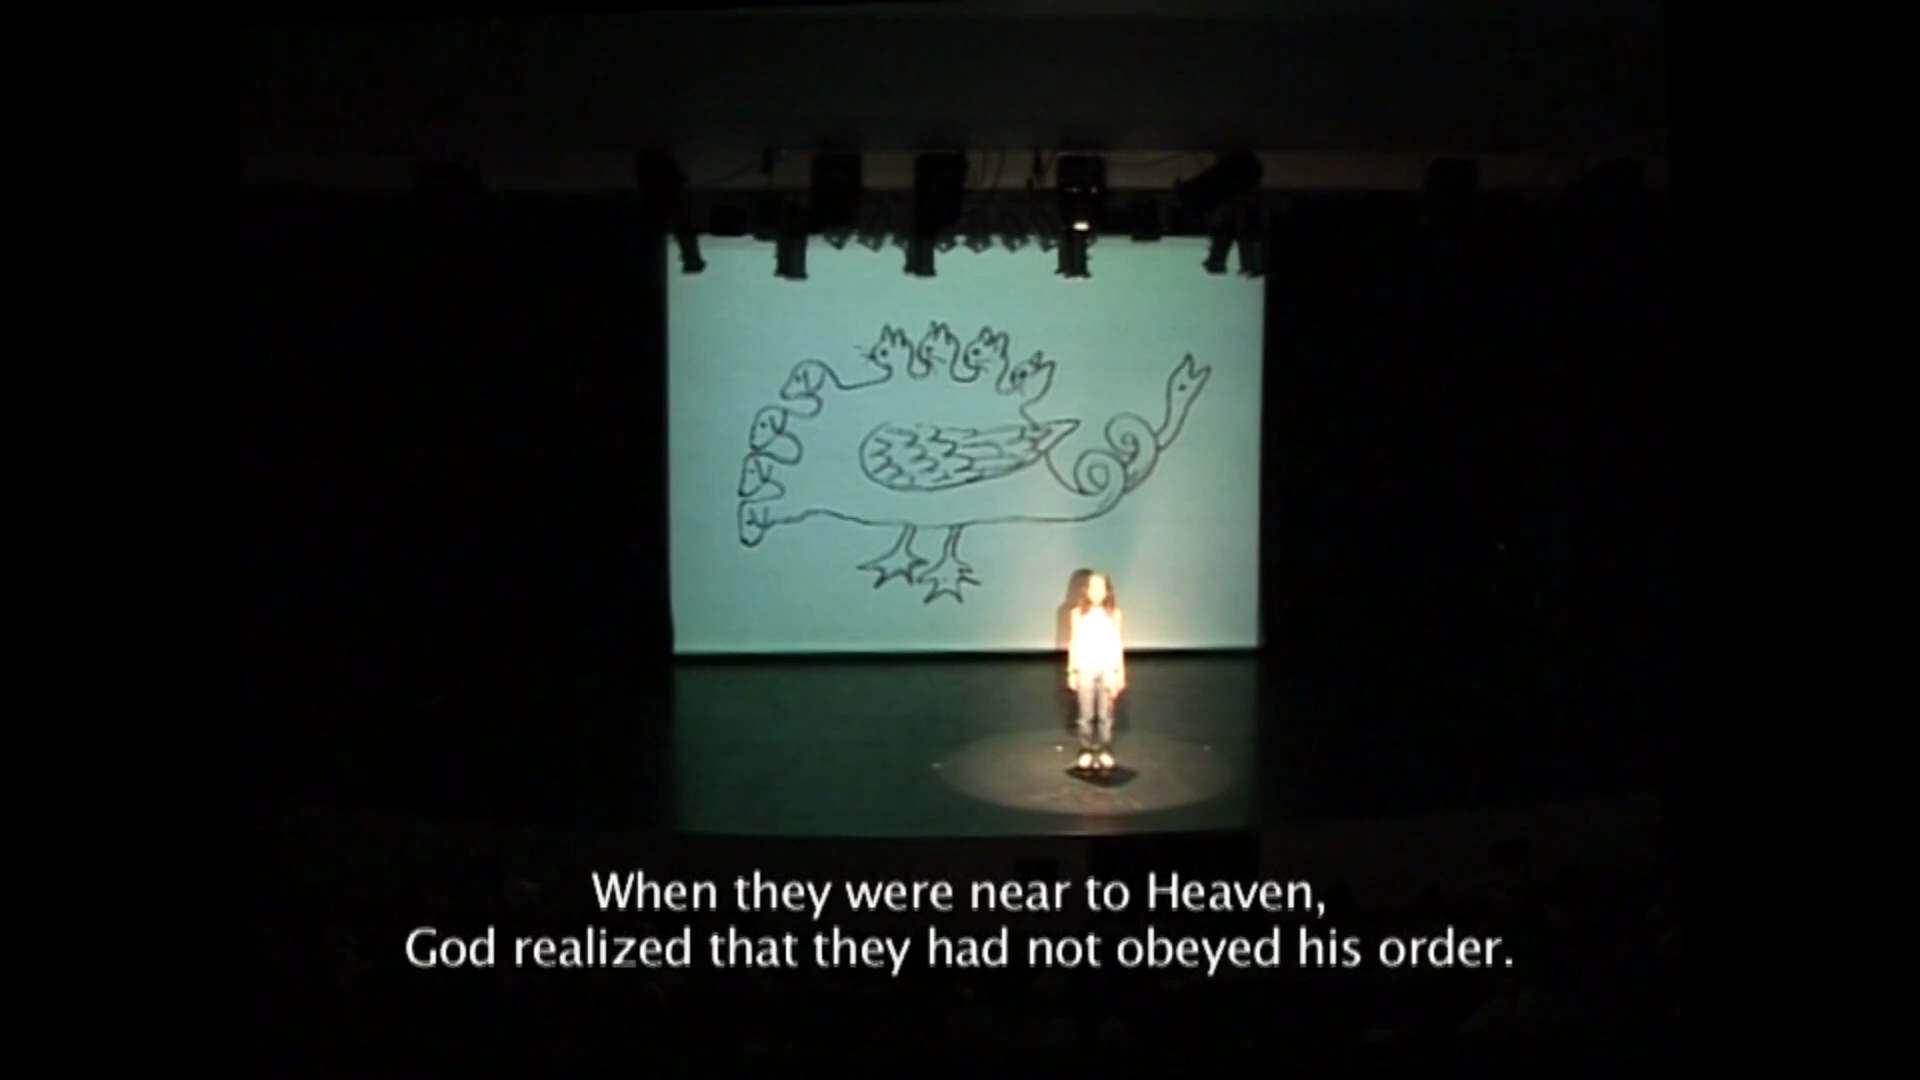 When they were near to Heaven,
God realized that they had not obeyed his order.